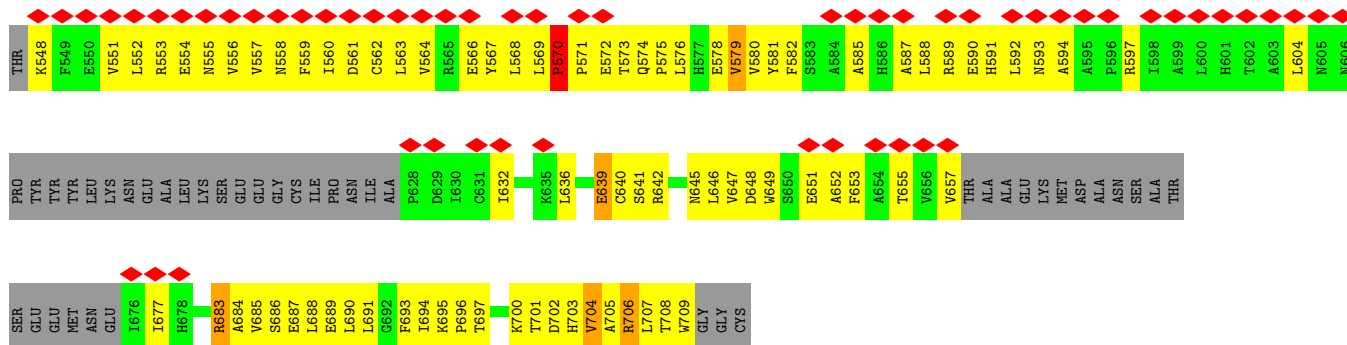 THR K548 F549 E550 V551 L552 R553 E554 N555 V556 V557 N558 F559 I560 D561 C562 L563 V564 R565 E566 Y567 L568 L569 P570 P571 E572 T573 Q574 P575 L576 H577 E578 V579 V580 Y581 F582 S583 A584 A585 H586 A587 L588 R589 E590 H591 L592 N593 A594 A595 P596 R597 I598 A599 L600 H601 T602 A603 L604 N605 N606
PRO TYR TYR TYR LEU LYS ASN GLU ALA LEU LYS SER GLU GLU GLY CYS ILE PRO ASN ILE ALA P628 D629 I630 C631 I632 K635 L636 E639 C640 S641 R642 N645 L646 V647 D648 W649 S650 E651 A652 F653 A654 T655 V656 V657 THR ALA ALA GLU LYS MET ASP ALA ASN SER ALA THR
SER GLU GLU MET ASN GLU I676 I677 H678 R683 A684 V685 S686 E687 L688 E689 L690 L691 G692 F693 I694 K695 P696 T697 K700 T701 D702 H703 V704 A705 R706 L707 T708 W709 GLY GLY CYS